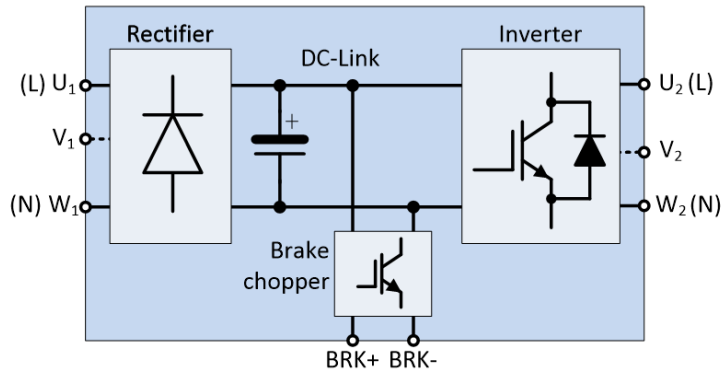 Rectifier
Inverter
DC-Link
(L) U₁
U₂ (L)
+
V₁
V₂
(N) W₁
W₂ (N)
Brake
chopper
BRK+ BRK-